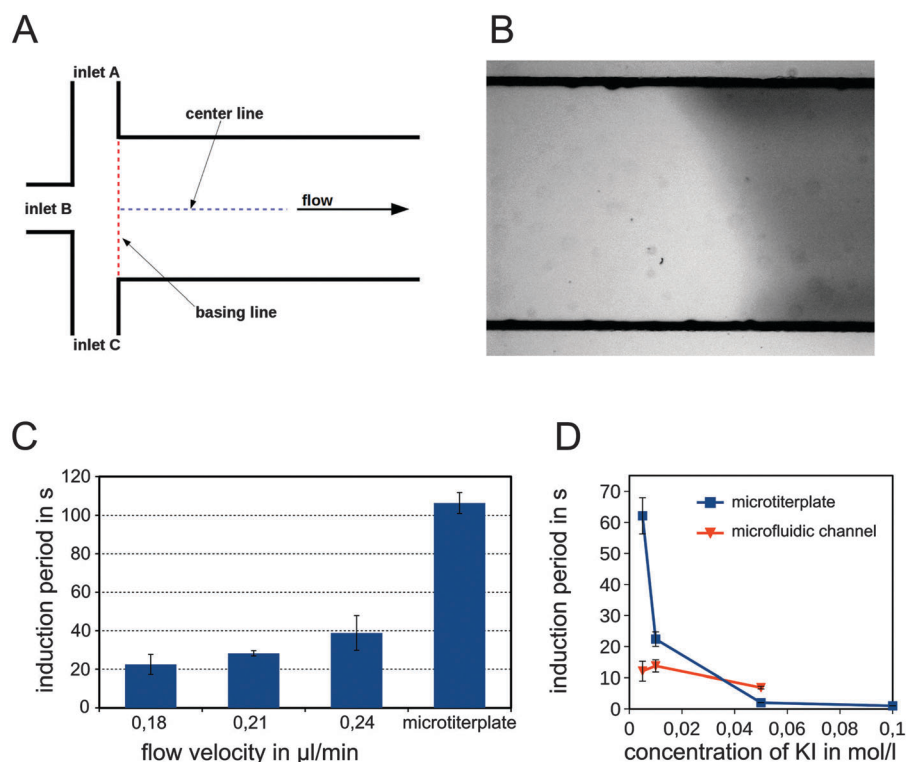 A
inlet A
center line
inlet B
flow
basing line
inlet C
B
C
induction period in s
120
100
80
60
40
20
0
0,18 0,21 0,24 microtiterplate
flow velocity in µl/min
D
induction period in s
70
60
50
40
30
20
10
0
microtiterplate
microfluidic channel
0 0,02 0,04 0,06 0,08 0,1
concentration of KI in mol/l